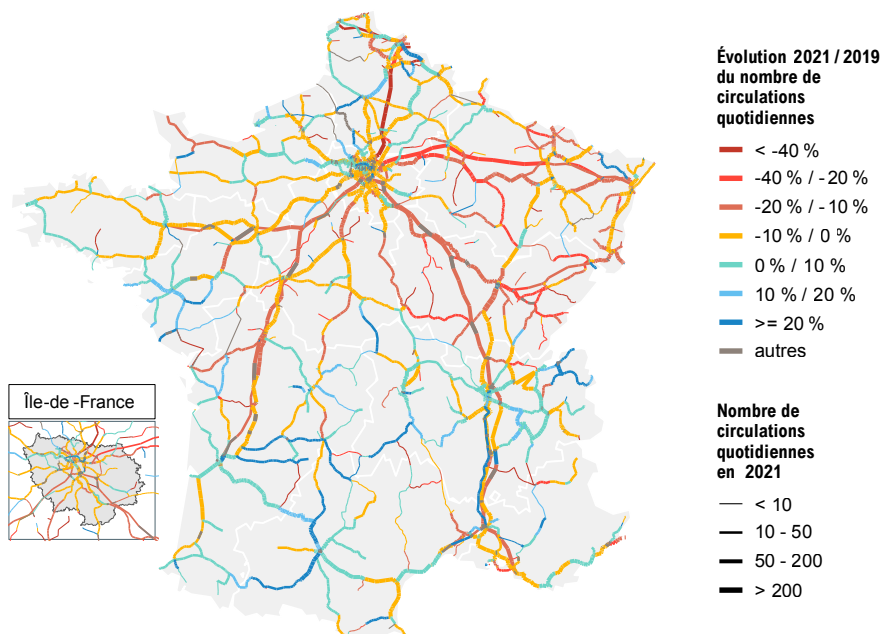 Évolution 2021 / 2019
du nombre de
circulations
quotidiennes
< -40 %
-40 % / -20 %
-20 % / -10 %
-10 % / 0 %
0 % / 10 %
10 % / 20 %
>= 20 %
autres
Île-de -France
Nombre de
circulations
quotidiennes
en 2021
< 10
10 - 50
50 - 200
> 200